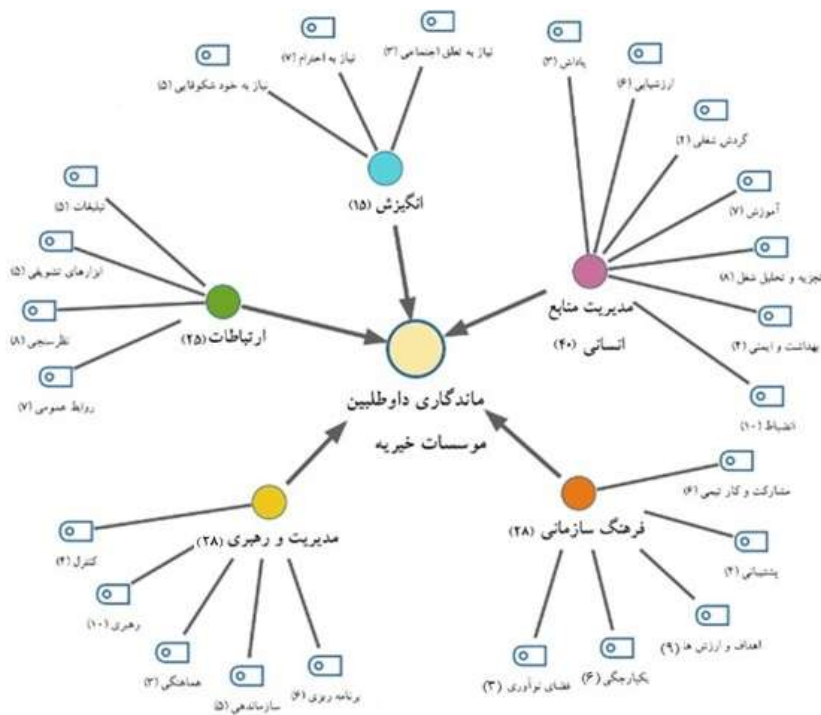 نیاز به تعلق اجتماعی (۳)
نیاز به احترام (۷)
نیاز به خود شکوفایی (۵)
انگیزش (۱۵)
پاداش (۳)
ارزشیابی (۶)
گردش شغلی (۲)
آموزش (۷)
تجزیه و تحلیل شغل (۸)
بهداشت و ایمنی (۴)
انضباط (۱۰)
مدیریت منابع
انسانی (۴۰)
تبلیغات (۵)
ابزارهای تشویقی (۵)
نظرسنجی (۸)
روابط عمومی (۷)
ارتباطات (۲۵)
ماندگاری داوطلبین
موسسات خیریه
مشارکت و کار تیمی (۶)
پشتیبانی (۴)
اهداف و ارزش ها (۹)
یکپارچگی (۶)
فضای نوآوری (۳)
فرهنگ سازمانی (۲۸)
مدیریت و رهبری (۲۸)
کنترل (۴)
رهبری (۱۰)
هماهنگی (۳)
سازماندهی (۵)
برنامه ریزی (۶)